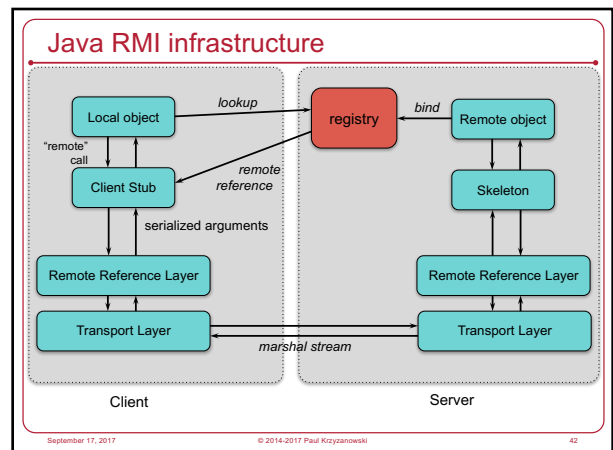 Java RMI infrastructure
lookup
bind
Local object
registry
Remote object
“remote”
call
remote
reference
Client Stub
Skeleton
serialized arguments
Remote Reference Layer
Remote Reference Layer
Transport Layer
Transport Layer
marshal stream
Client
Server
September 17, 2017
© 2014-2017 Paul Krzyzanowski
42